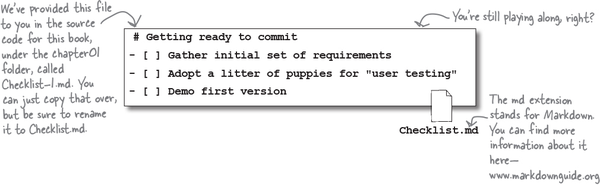 We've provided this file
to you in the source
code for this book,
under the chapter01
folder, called
Checklist-1.md. You
can just copy that over,
but be sure to rename
it to Checklist.md.
You're still playing along, right?
# Getting ready to commit
- [ ] Gather initial set of requirements
- [ ] Adopt a litter of puppies for "user testing"
- [ ] Demo first version
Checklist.md
The md extension
stands for Markdown.
You can find more
information about it
here—
www.markdownguide.org